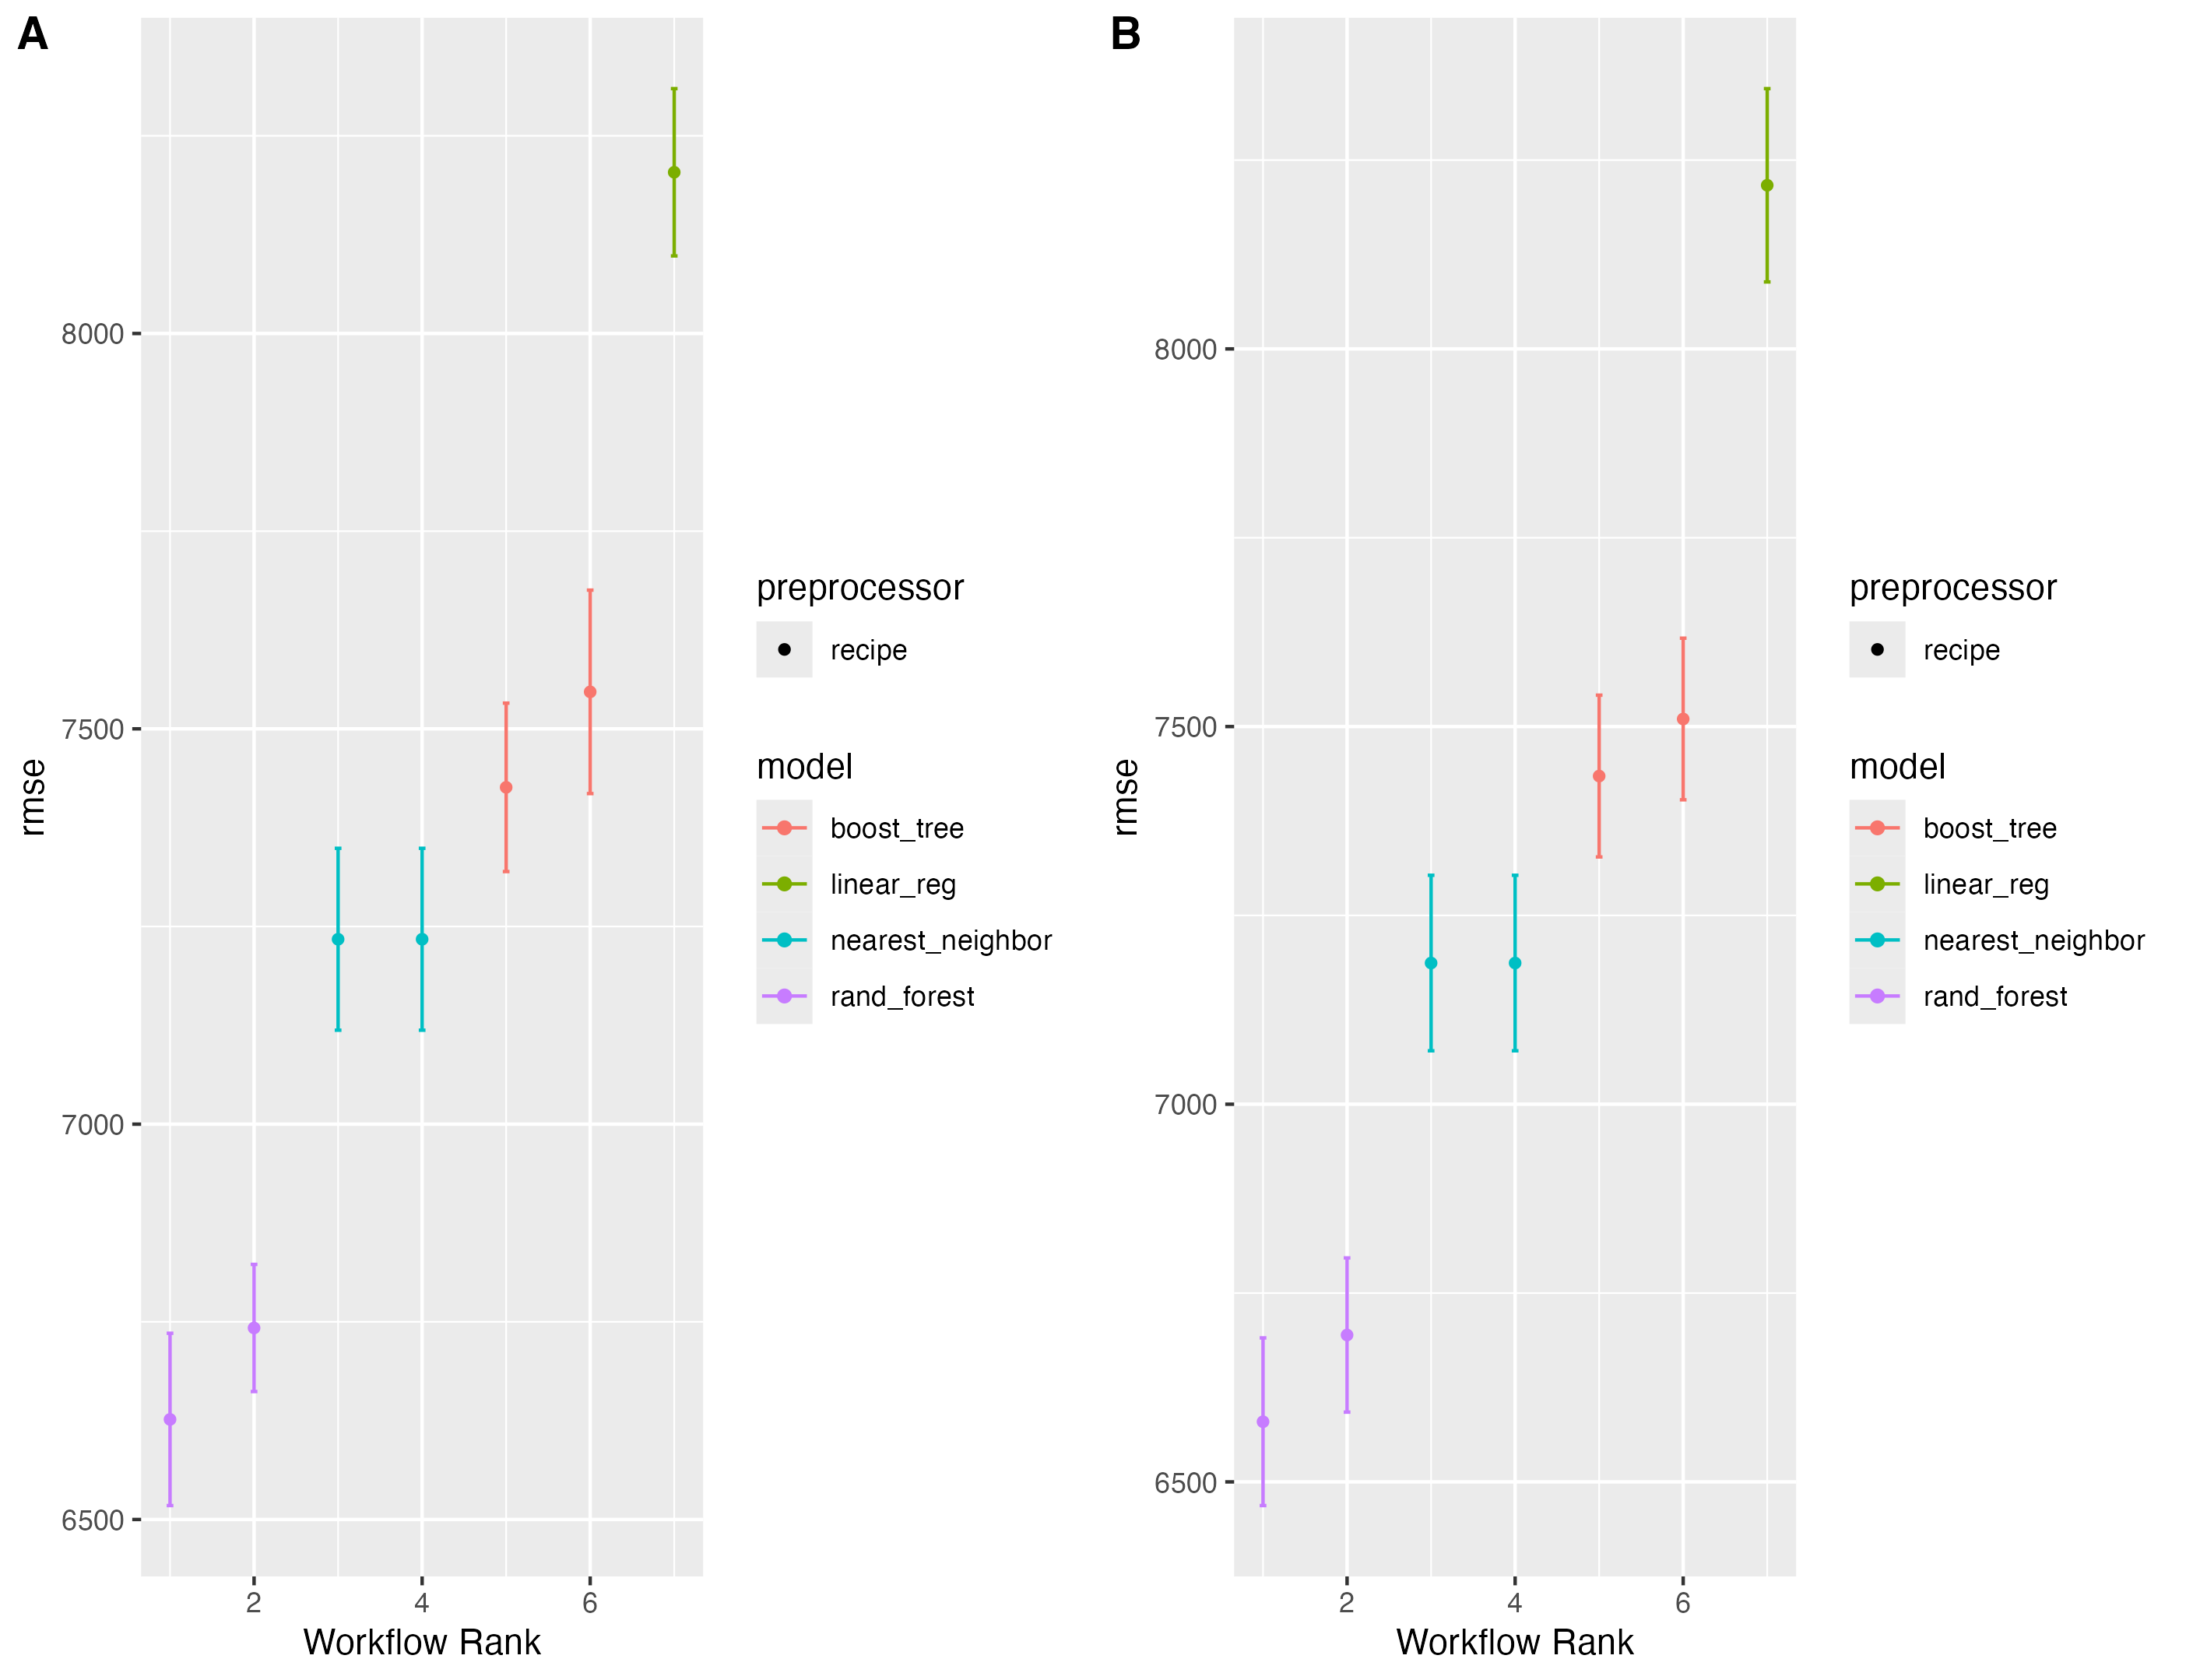 A
8000
7500
7000
6500
rmse
2 4 6
Workflow Rank
preprocessor
recipe
model
boost_tree
linear_reg
nearest_neighbor
rand_forest
B
8000
7500
7000
6500
rmse
2 4 6
Workflow Rank
preprocessor
recipe
model
boost_tree
linear_reg
nearest_neighbor
rand_forest